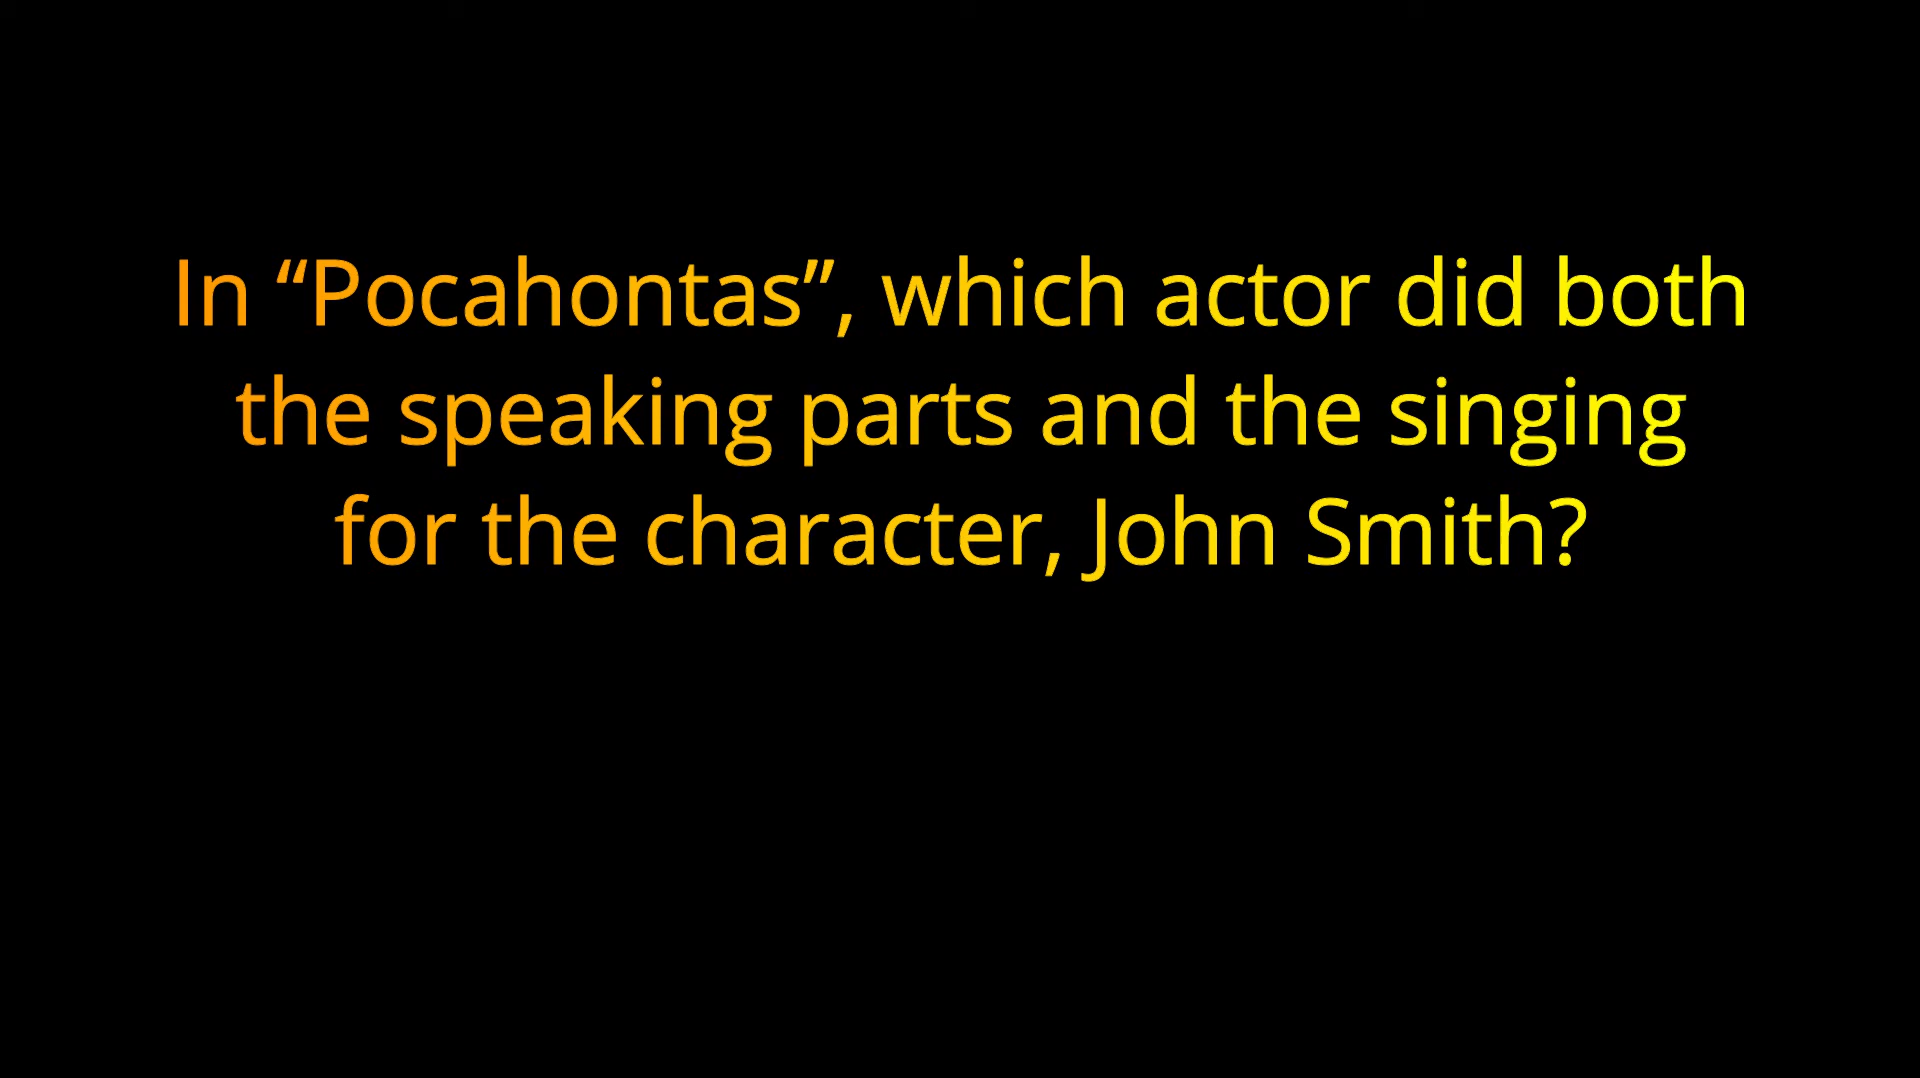 In “Pocahontas”, which actor did both
the speaking parts and the singing
for the character, John Smith?